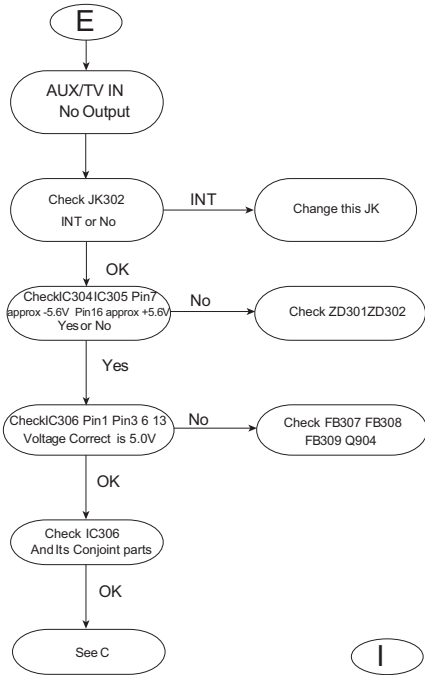 E
AUX/TV IN
No Output
Check JK302
INT or No
INT
Change this JK
OK
CheckIC304IC305 Pin7
approx -5.6V Pin16 approx +5.6V
Yes or No
No
Check ZD301ZD302
Yes
CheckIC306 Pin1 Pin3 6 13
Voltage Correct is 5.0V
No
Check FB307 FB308
FB309 Q904
OK
Check IC306
And Its Conjoint parts
OK
See C
I